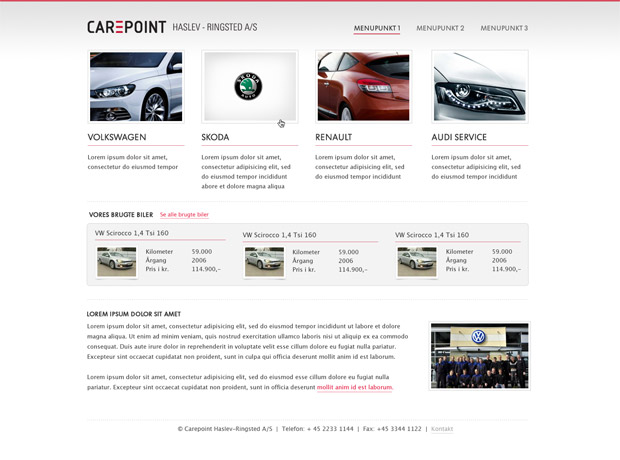 CAREPOINT HASLEV - RINGSTED A/S
MENUPUNKT 1 MENUPUNKT 2 MENUPUNKT 3
SKODA
AUTO
VOLKSWAGEN
Lorem ipsum dolor sit amet,
consectetur do eiusmod tempor
SKODA
Lorem ipsum dolor sit amet,
consectetur adipisicing elit, sed
do eiusmod tempor incididunt
abore et dolore magna aliqua
RENAULT
Lorem ipsum dolor sit amet,
consectetur adipisicing elit, sed
do eiusmod tempor incididunt
AUDI SERVICE
Lorem ipsum dolor sit amet,
consectetur adipisicing elit, sed
do eiusmod tempor incididunt
VORES BRUGTE BILER Se alle brugte biler
VW Scirocco 1,4 Tsi 160
Kilometer 59.000
Årgang 2006
Pris i kr. 114.900,-
VW Scirocco 1,4 Tsi 160
Kilometer 59.000
Årgang 2006
Pris i kr. 114.900,-
VW Scirocco 1,4 Tsi 160
Kilometer 59.000
Årgang 2006
Pris i kr. 114.900,-
LOREM IPSUM DOLOR SIT AMET
Lorem ipsum dolor sit amet, consectetur adipisicing elit, sed do eiusmod tempor incididunt ut labore et dolore magna aliqua.
Ut enim ad minim veniam, quis nostrud exercitation ullamco laboris nisi ut aliquip ex ea commodo
consequat. Duis aute irure dolor in reprehenderit in voluptate velit esse cillum dolore eu fugiat nulla pariatur.
Excepteur sint occaecat cupidatat non proident, sunt in culpa qui officia deserunt mollit anim id est laborum.
Lorem ipsum dolor sit amet, consectetur adipisicing elit, sed do eiusmod fugiat nulla pariatur.
Excepteur sint occaecat cupidatat non proident, sunt in culpa qui officia deserunt mollit anim id est laborum.
© Carepoint Haslev-Ringsted A/S | Telefon: + 45 2233 1144 | Fax: +45 3344 1122 | Kontakt